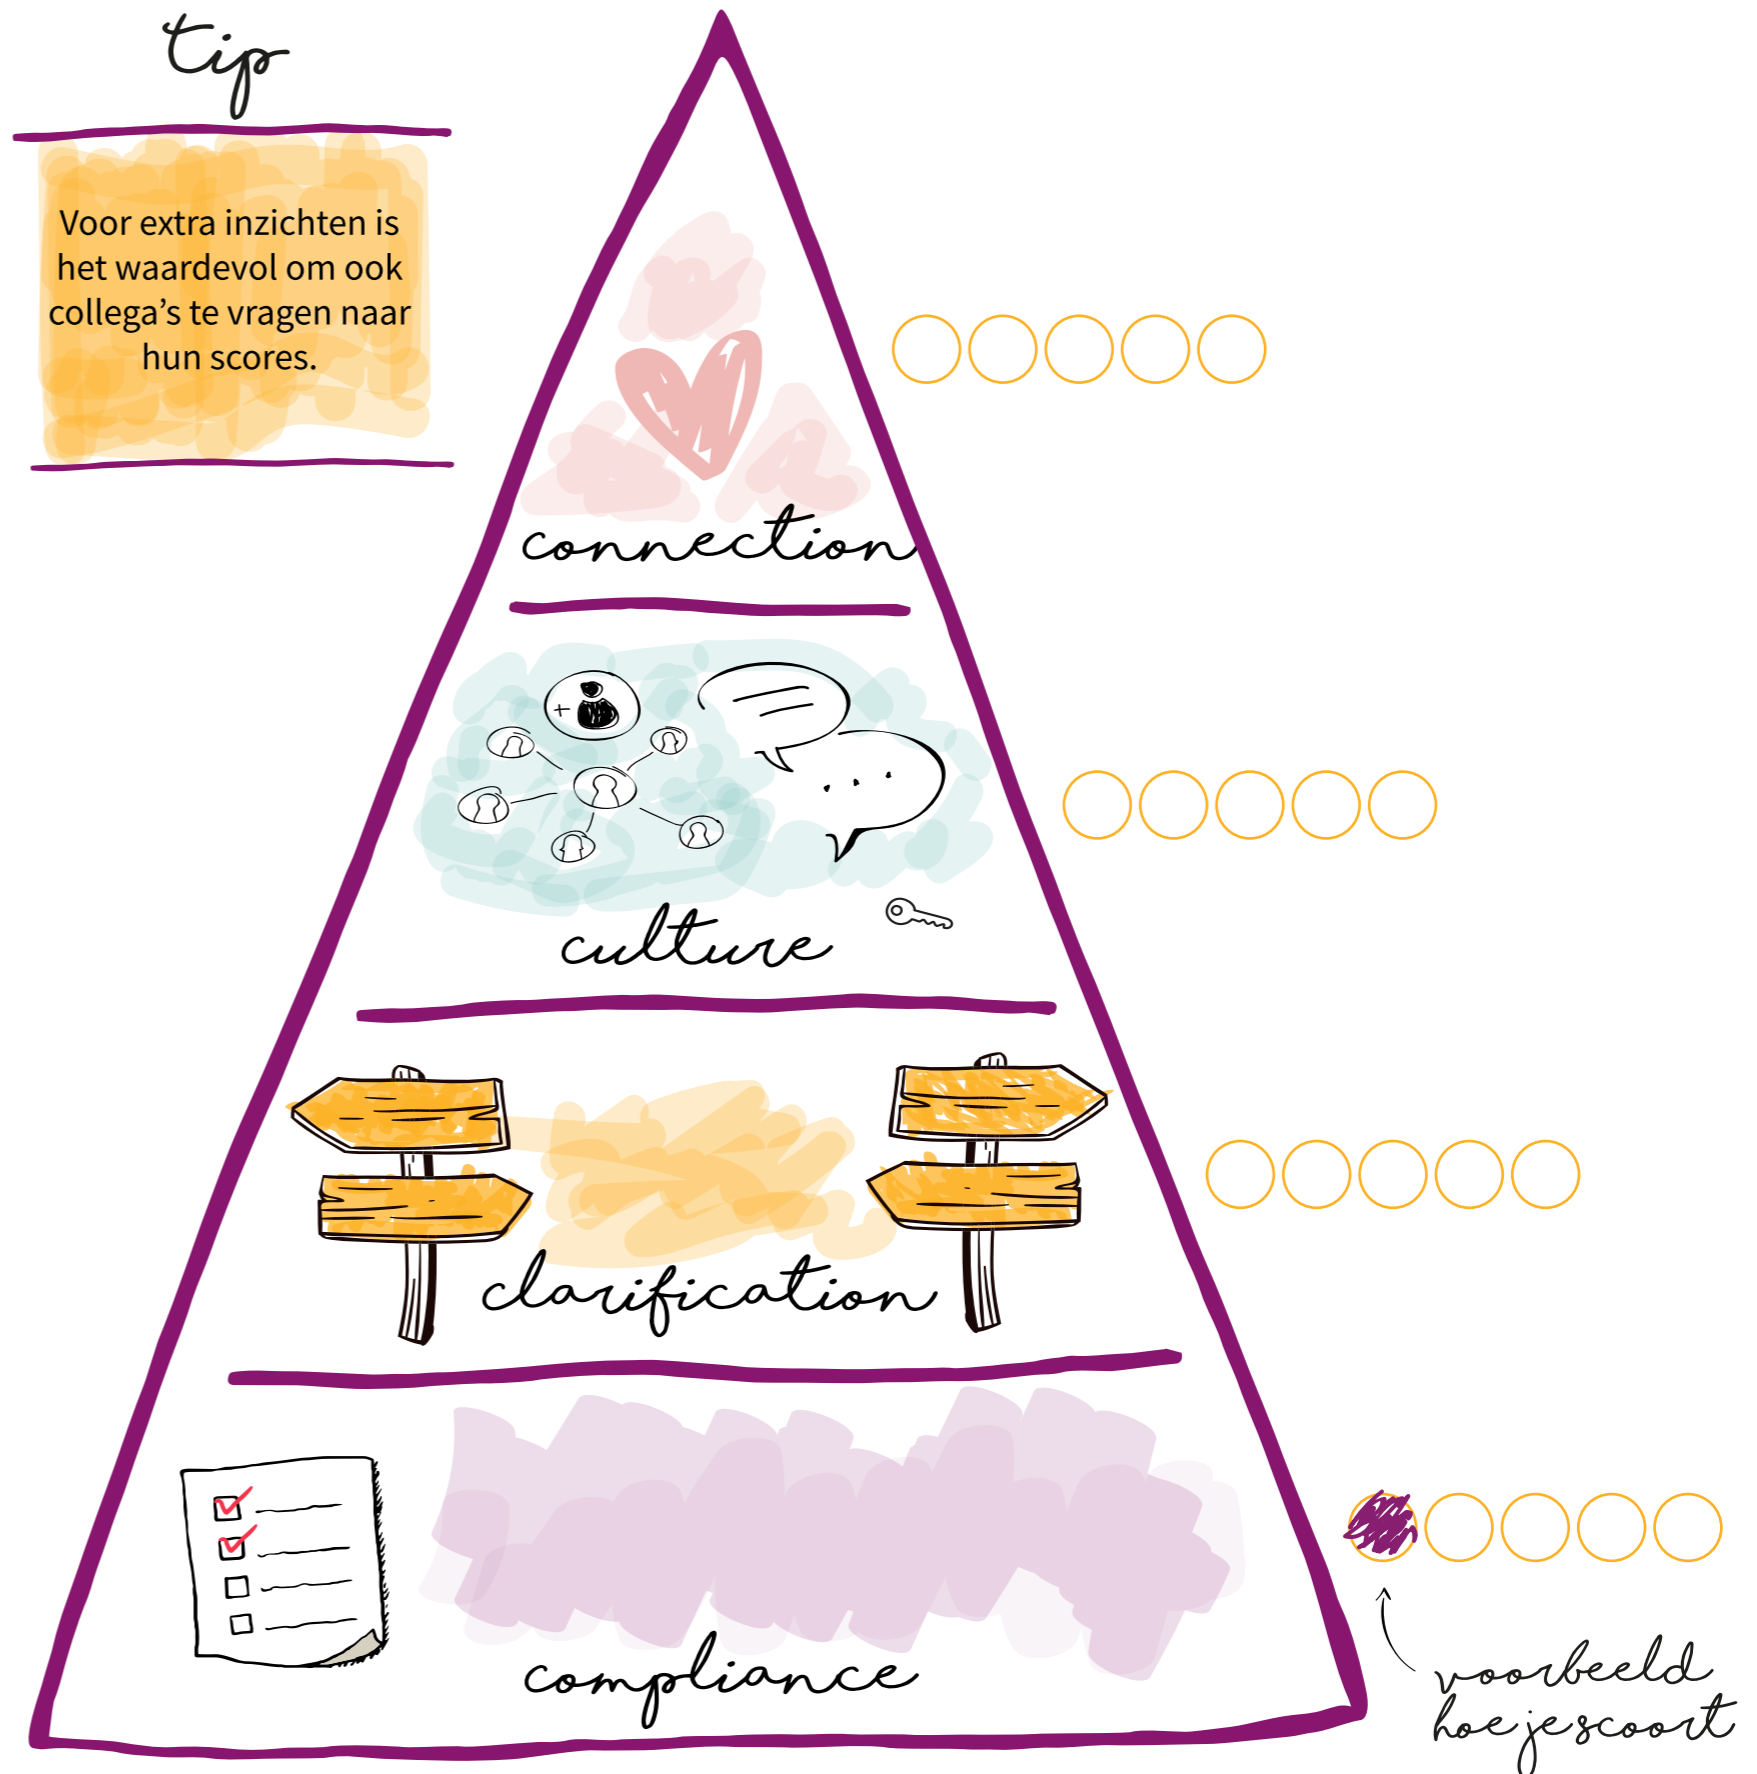 tip
Voor extra inzichten is
het waardevol om ook
collega’s te vragen naar
hun scores.
connection
culture
clarification
compliance
voorbeeld
hoe je scoort